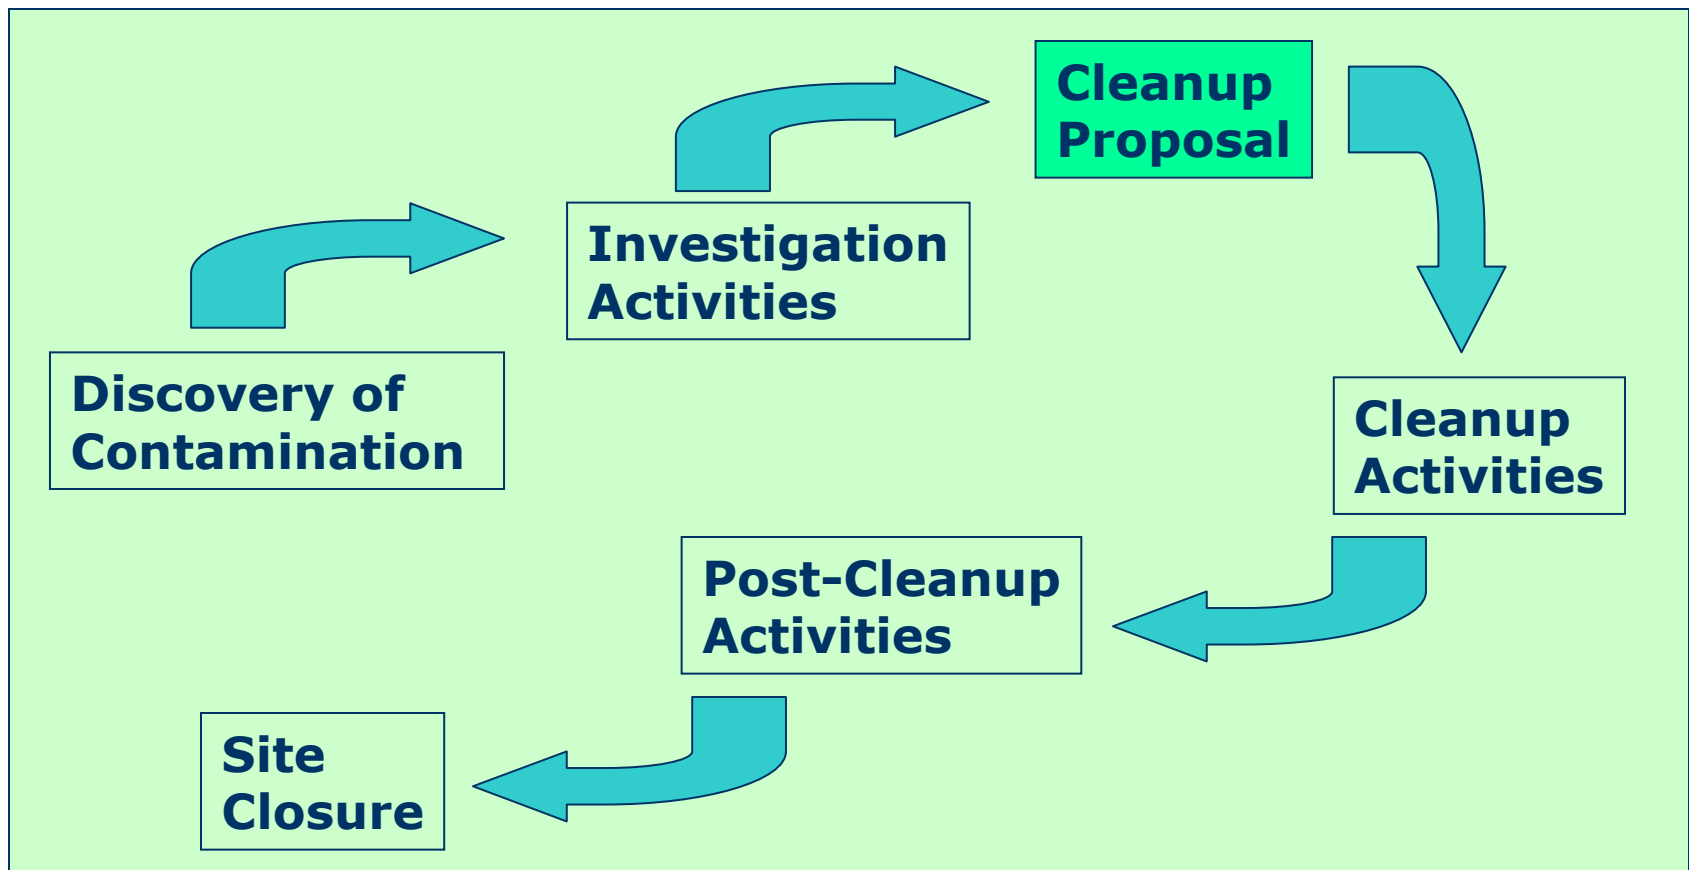 Cleanup
Proposal
Investigation
Activities
Discovery of
Contamination
Cleanup
Activities
Post-Cleanup
Activities
Site
Closure